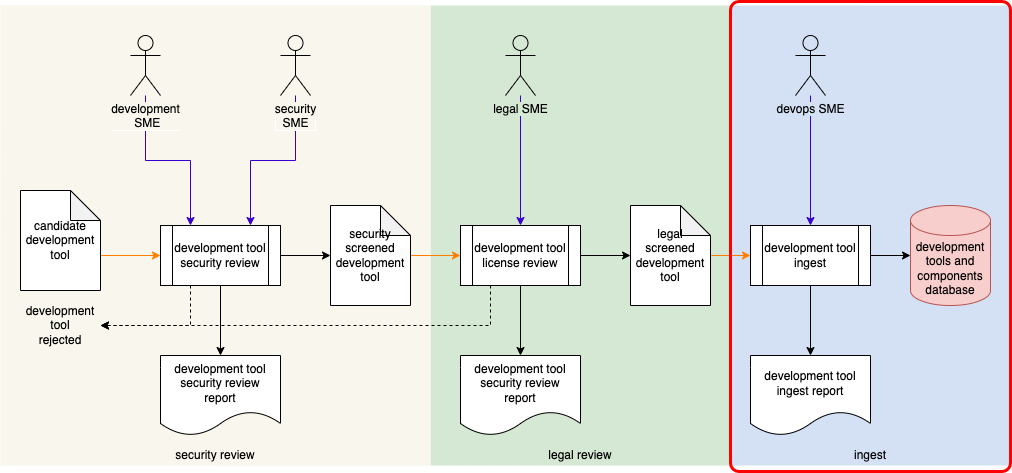 development
SME
security
SME
legal SME
devops SME
candidate
development
tool
development tool
security review
security
screened
development
tool
development tool
license review
legal
screened
development
tool
development tool
ingest
development
tools and
components
database
development
tool
rejected
development tool
security review
report
development tool
security review
report
development tool
ingest report
security review
legal review
ingest